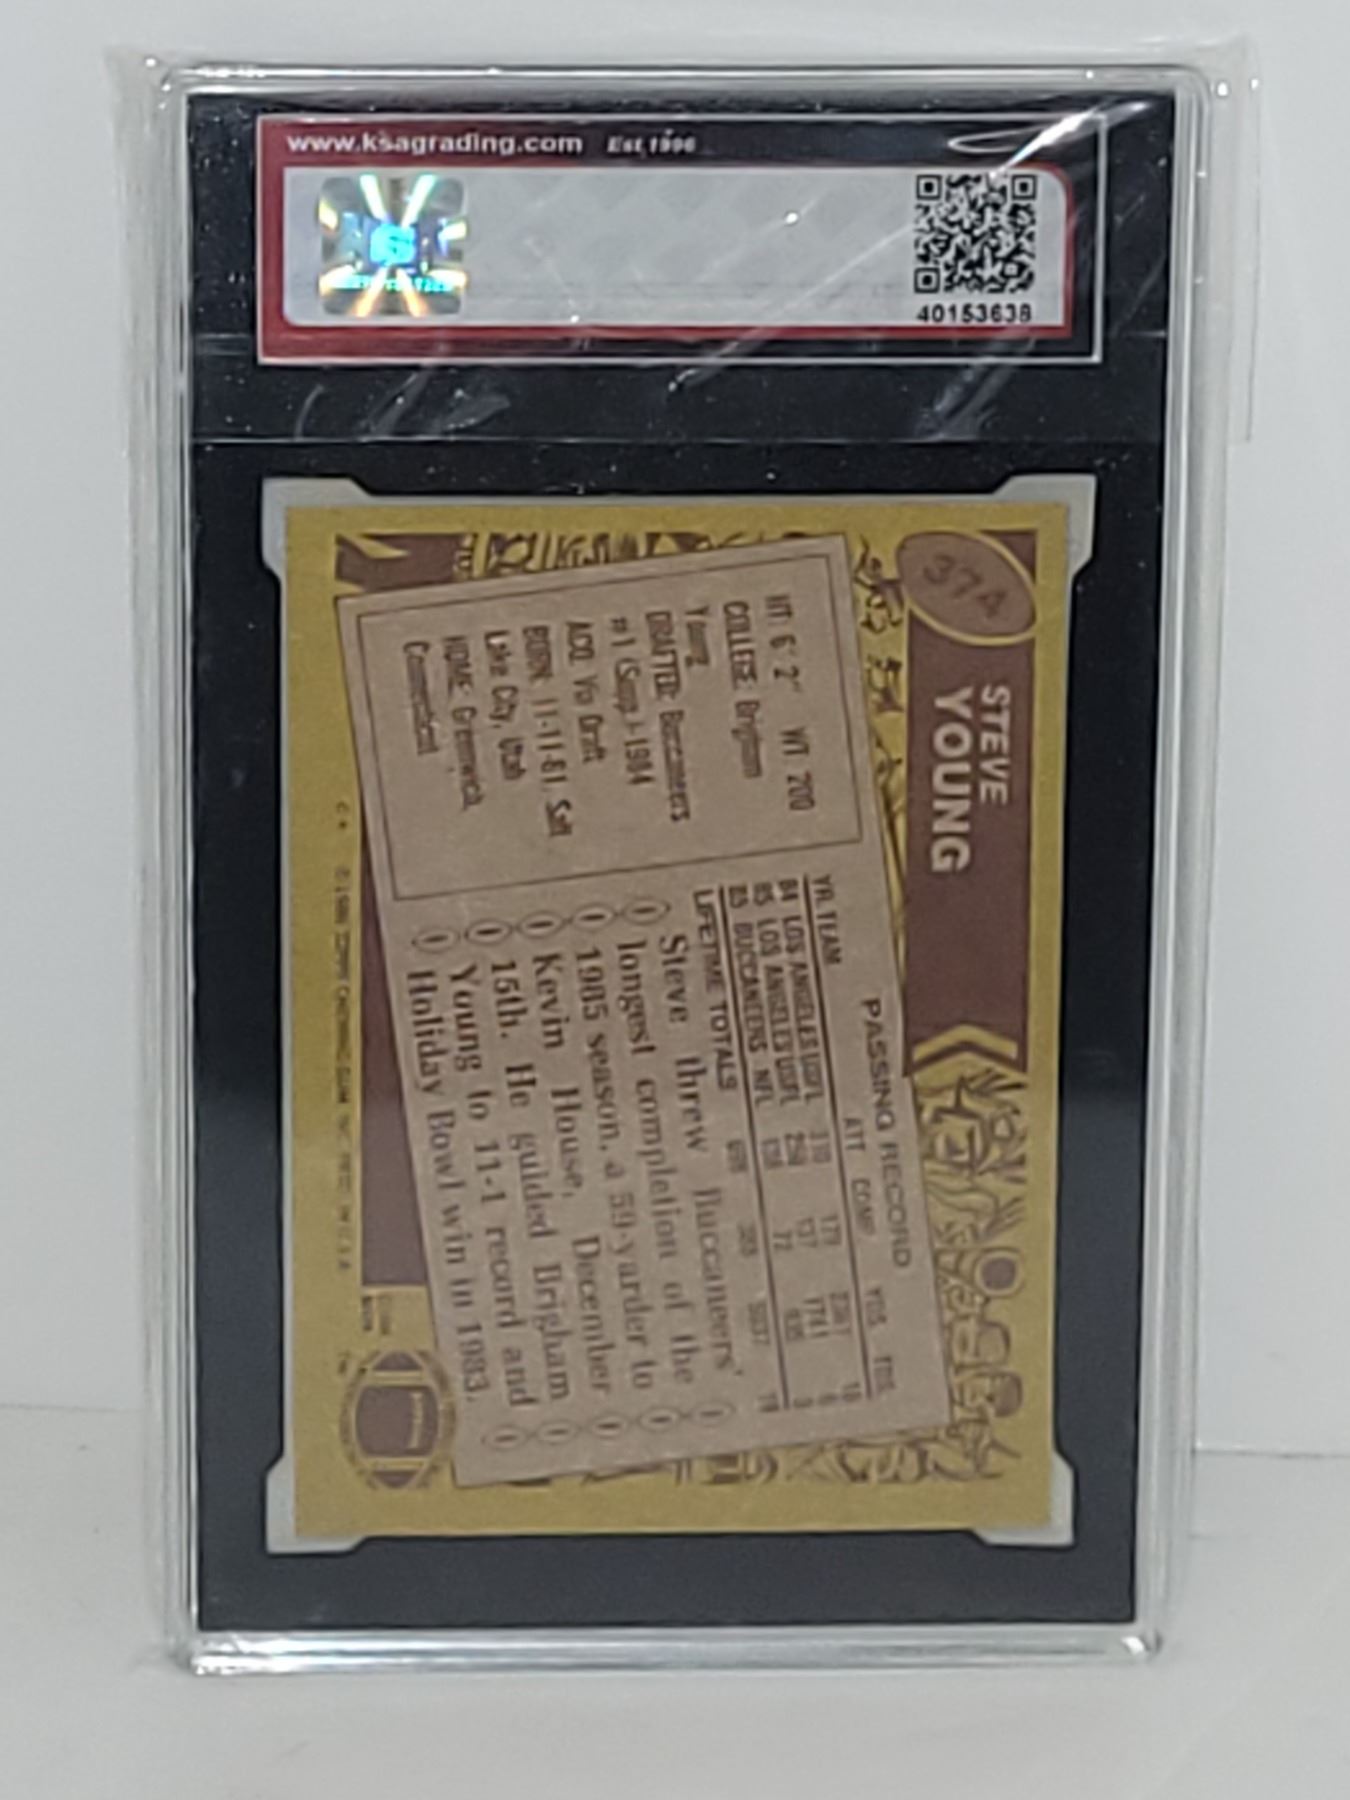 www.ksagrading.com Est 1996
40153638
374
STEVE
YOUNG
HT: 6' 2" WT: 200
COLLEGE: Brigham
Young
DRAFTED: Buccaneers
#1 (Supp.)-1984
ACQ: Via Draft
BORN: 11-11-61, Salt
Lake City, Utah
HOME: Greenwich,
Connecticut
PASSING RECORD
YR. TEAM ATT COMP YDS TDS
84 LOS ANGELES USFL 310 179 2361 10
85 LOS ANGELES USFL 250 137 1741 6
85 BUCCANEERS NFL 138 72 935 3
LIFETIME TOTALS 698 388 5037 19
Steve threw Buccaneers'
longest completion of the
1985 season, a 59-yarder to
Kevin House, December
15th. He guided Brigham
Young to 11-1 record and
Holiday Bowl win in 1983.